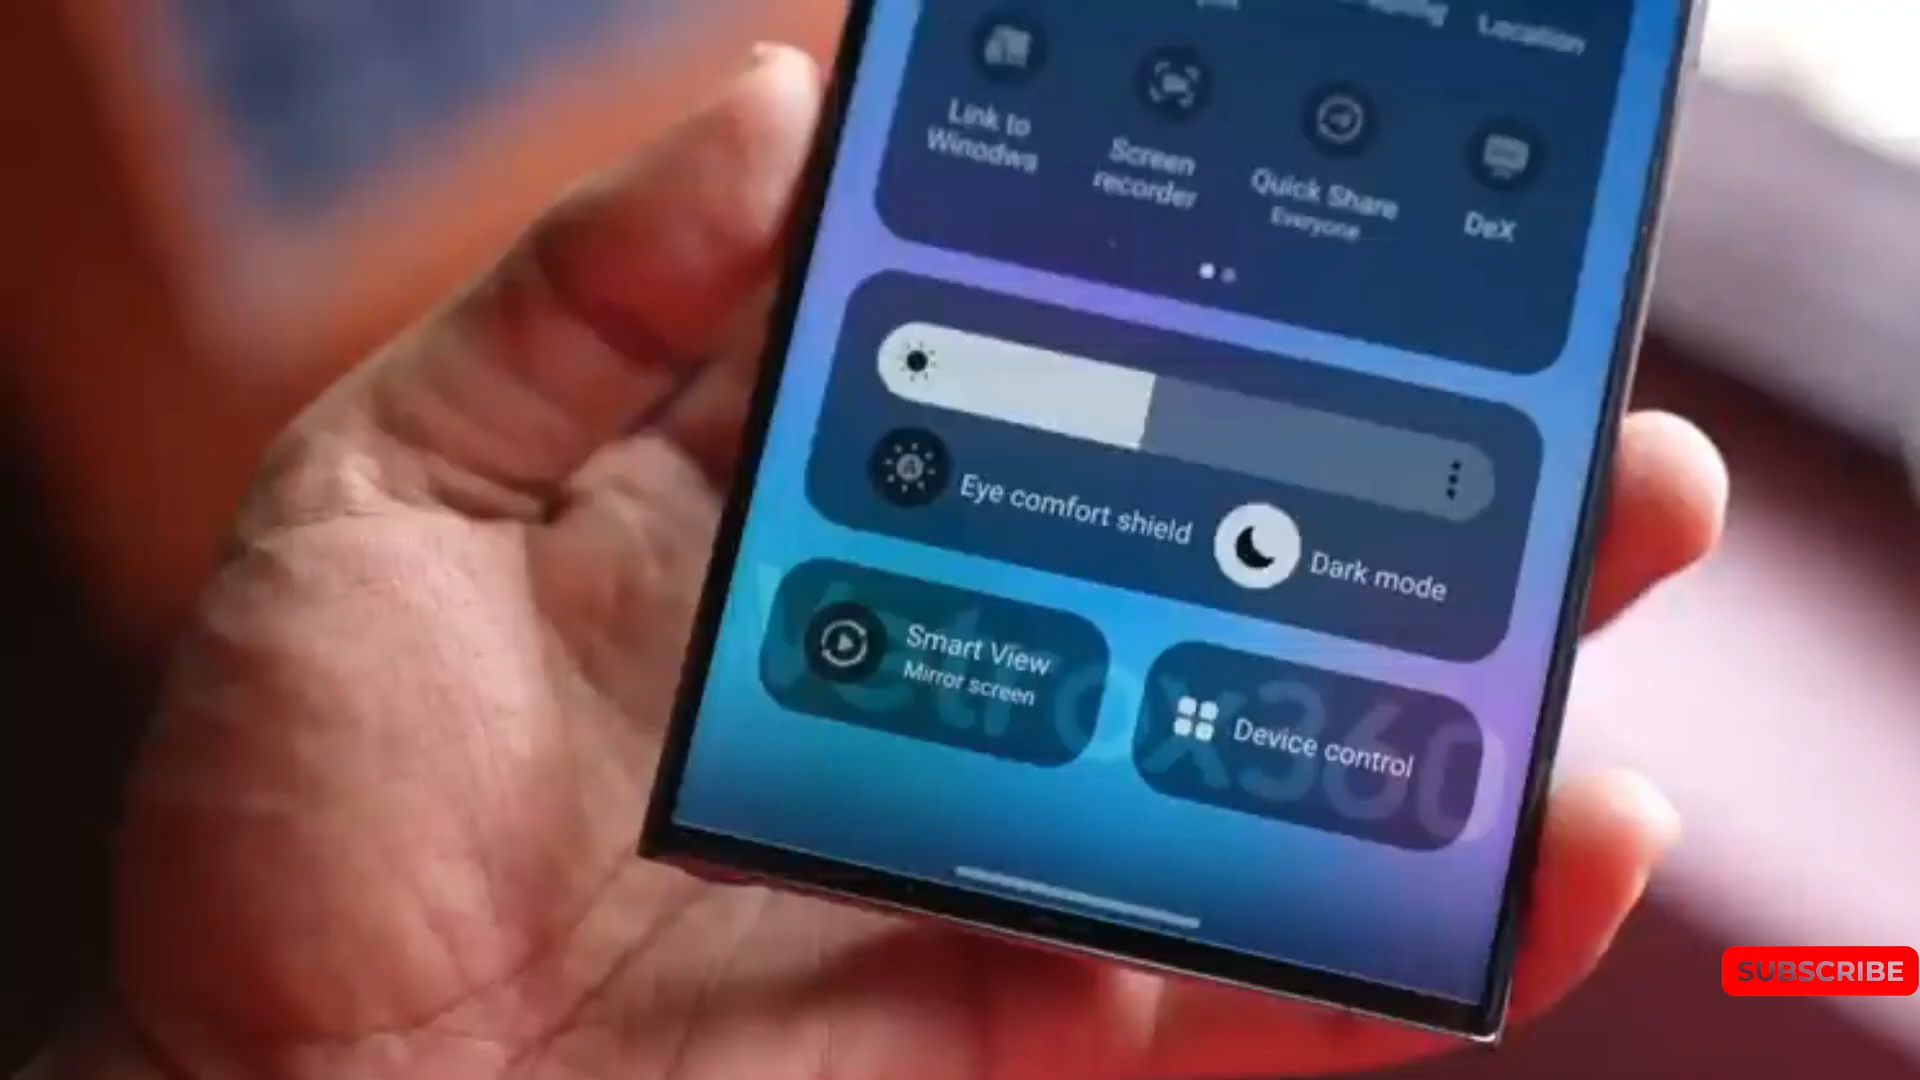 Location
Link to
Winodws
Screen
recorder
Quick Share
Everyone
DeX
Eye comfort shield
Dark mode
Smart View
Mirror screen
Device control
Vetrox360
SUBSCRIBE